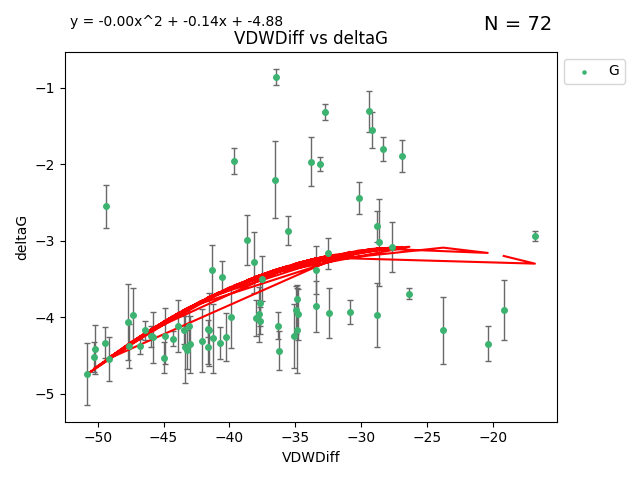 y = -0.00x^2 + -0.14x + -4.88
N = 72
VDWDiff vs deltaG
G
deltaG
−1
−2
−3
−4
−5
−50
−45
−40
−35
−30
−25
−20
VDWDiff